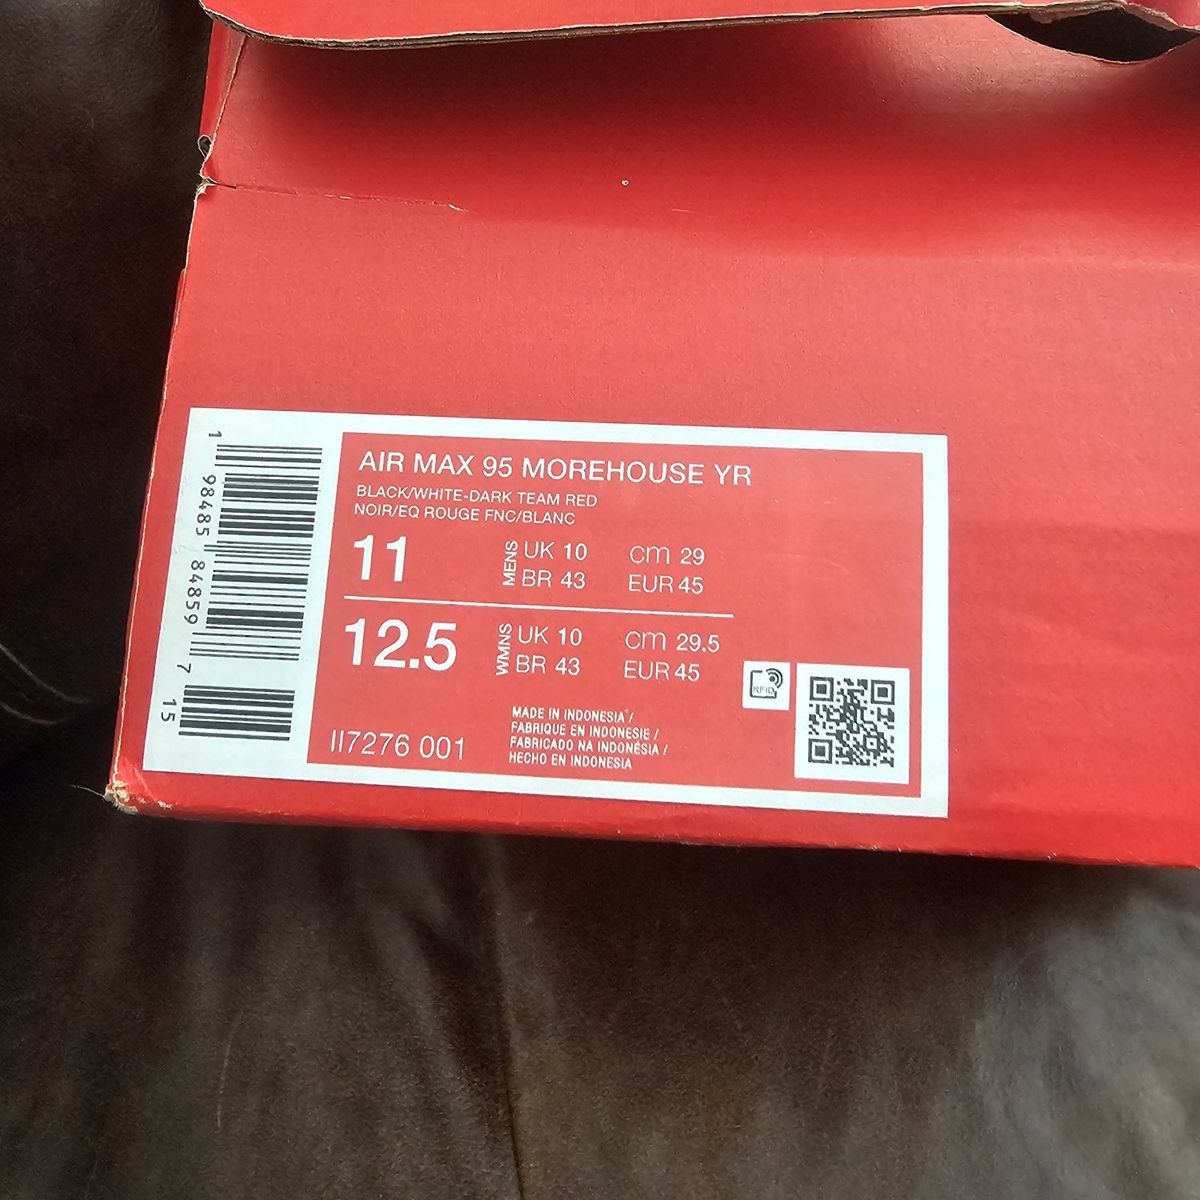 AIR MAX 95 MOREHOUSE YR
BLACK/WHITE-DARK TEAM RED
NOIR/EQ ROUGE FNC/BLANC
11
MENS
UK 10 cm 29
BR 43 EUR 45
12.5
WMNS
UK 10 cm 29.5
BR 43 EUR 45
RFID
II7276 001
MADE IN INDONESIA /
FABRIQUE EN INDONESIE /
FABRICADO NA INDONÉSIA /
HECHO EN INDONESIA
1 98485 84859 7 15